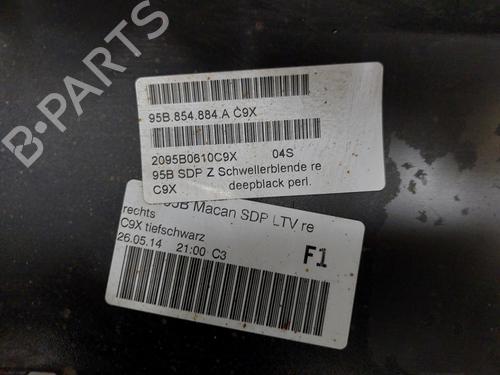 95B.854.884.A C9X
2095B0610C9X 04S
95B SDP Z Schwellerblende re
C9X deepblack perl.
95B Macan SDP LTV re
rechts
C9X tiefschwarz
26.05.14 21:00 C3
F1
B-PARTS